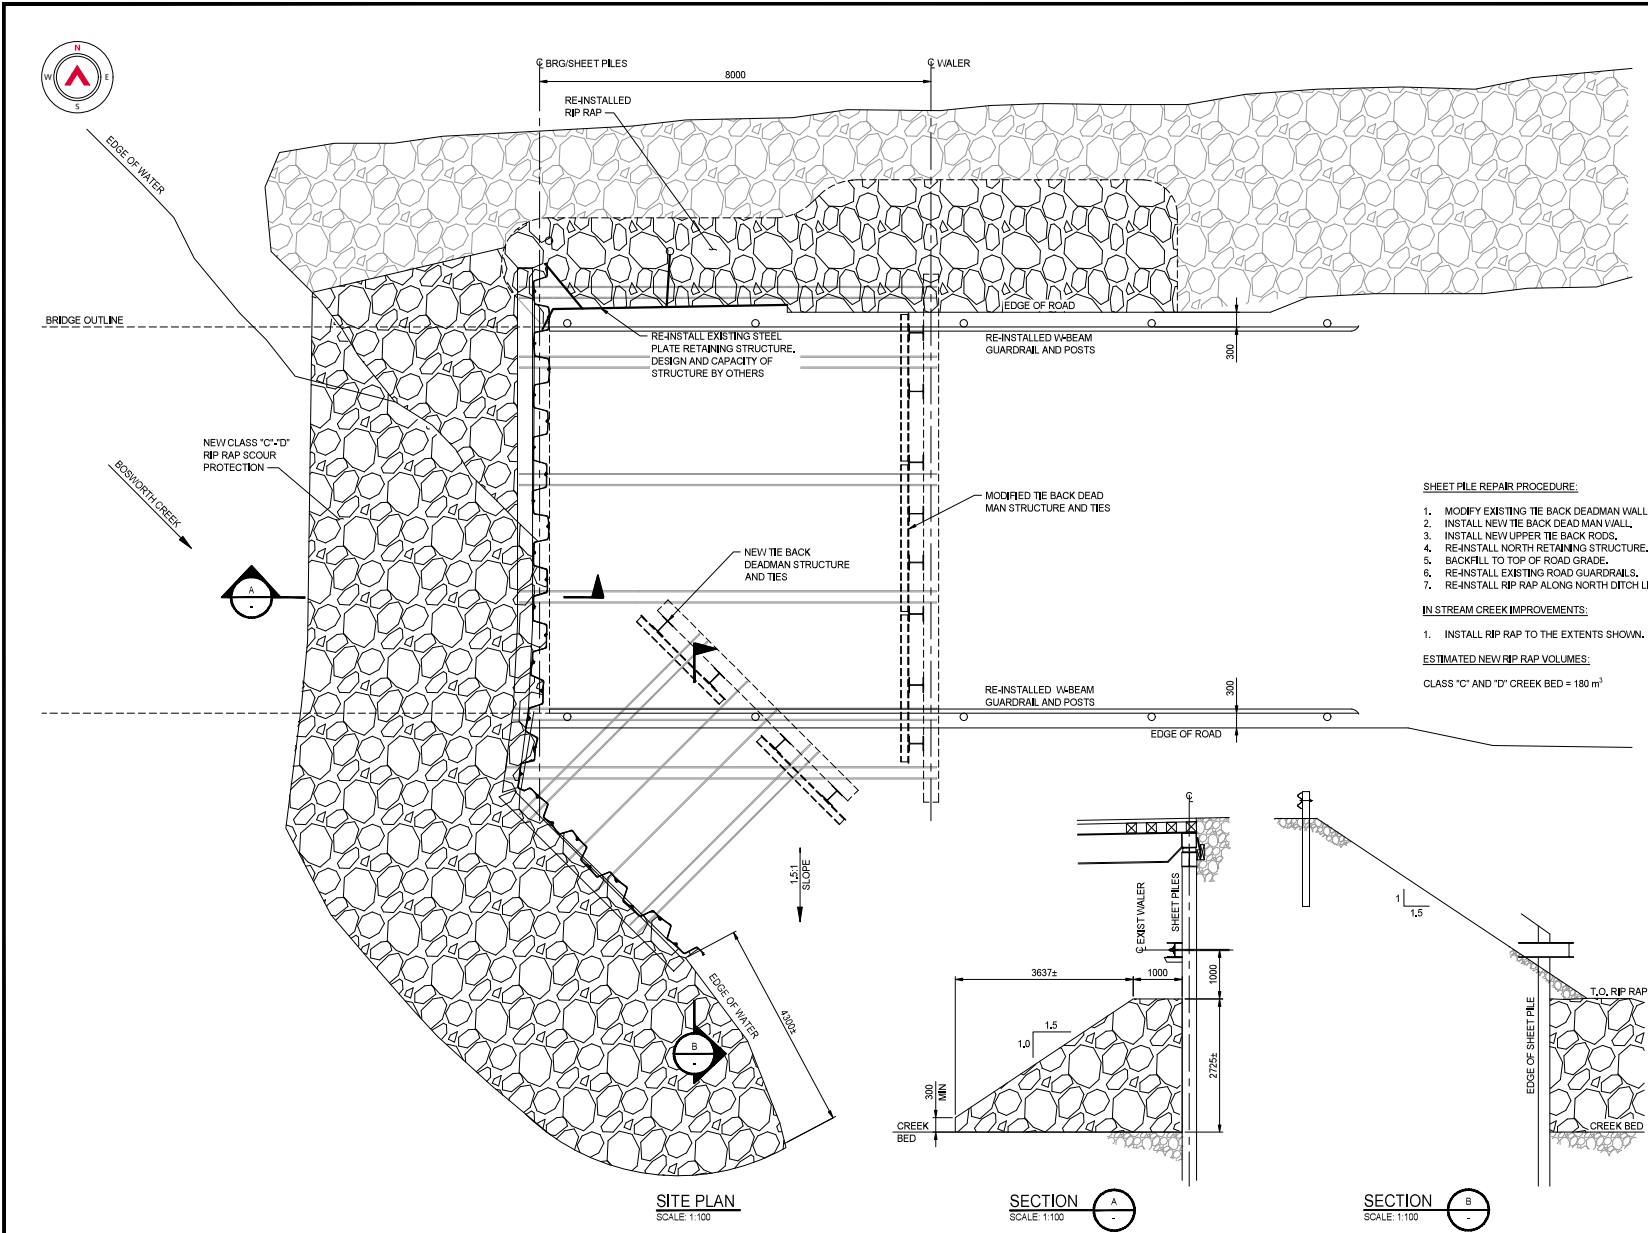 N
W
E
S
EDGE OF WATER
℄ BRG/SHEET PILES
8000
℄ WALER
RE-INSTALLED
RIP RAP
BRIDGE OUTLINE
EDGE OF ROAD
RE-INSTALL EXISTING STEEL
PLATE RETAINING STRUCTURE.
DESIGN AND CAPACITY OF
STRUCTURE BY OTHERS
RE-INSTALLED W-BEAM
GUARDRAIL AND POSTS
300
NEW CLASS "C"-"D"
RIP RAP SCOUR
PROTECTION
BOSWORTH CREEK
MODIFIED TIE BACK DEAD
MAN STRUCTURE AND TIES
NEW TIE BACK
DEADMAN STRUCTURE
AND TIES
A
-
SHEET PILE REPAIR PROCEDURE:
1. MODIFY EXISTING TIE BACK DEADMAN WALL
2. INSTALL NEW TIE BACK DEAD MAN WALL.
3. INSTALL NEW UPPER TIE BACK RODS.
4. RE-INSTALL NORTH RETAINING STRUCTURE.
5. BACKFILL TO TOP OF ROAD GRADE.
6. RE-INSTALL EXISTING ROAD GUARDRAILS.
7. RE-INSTALL RIP RAP ALONG NORTH DITCH LI
IN STREAM CREEK IMPROVEMENTS:
1. INSTALL RIP RAP TO THE EXTENTS SHOWN.
ESTIMATED NEW RIP RAP VOLUMES:
CLASS "C" AND "D" CREEK BED = 180 m³
RE-INSTALLED W-BEAM
GUARDRAIL AND POSTS
300
EDGE OF ROAD
1.5:1
SLOPE
EDGE OF WATER
4300±
B
-
SITE PLAN
SCALE: 1:100
℄
℄ EXIST WALER
SHEET PILES
3637±
1000
1000
1.5
1.0
2725±
300
MIN
CREEK
BED
SECTION
SCALE: 1:100
A
-
1
1.5
T.O. RIP RAP
EDGE OF SHEET PILE
CREEK BED
SECTION
SCALE: 1:100
B
-